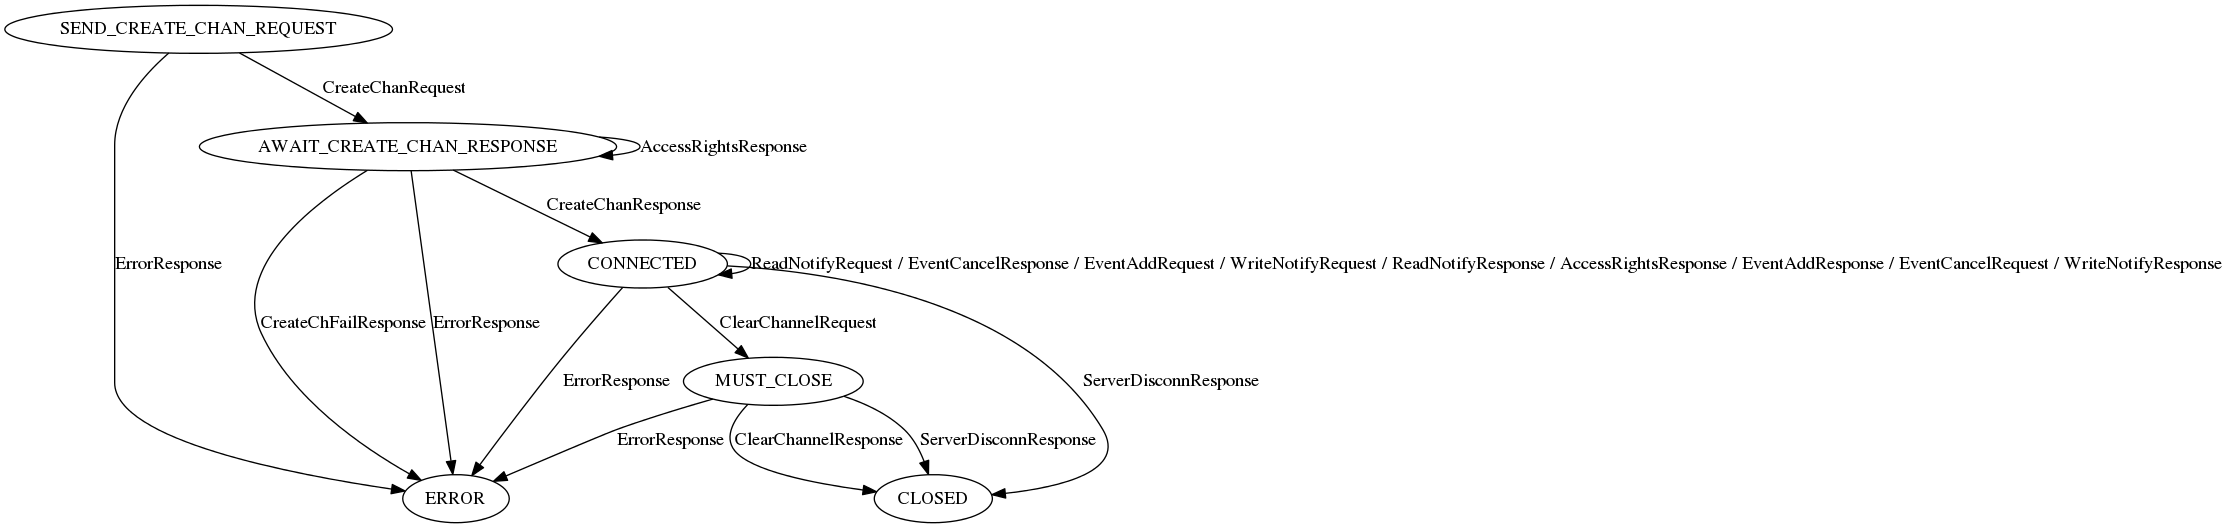 SEND_CREATE_CHAN_REQUEST
CreateChanRequest
AWAIT_CREATE_CHAN_RESPONSE
AccessRightsResponse
CreateChanResponse
ErrorResponse
CONNECTED
ReadNotifyRequest / EventCancelResponse / EventAddRequest / WriteNotifyRequest / ReadNotifyResponse / AccessRightsResponse / EventAddResponse / EventCancelRequest / WriteNotifyResponse
CreateChFailResponse
ErrorResponse
ClearChannelRequest
ErrorResponse
MUST_CLOSE
ServerDisconnResponse
ErrorResponse
ClearChannelResponse
ServerDisconnResponse
ERROR
CLOSED